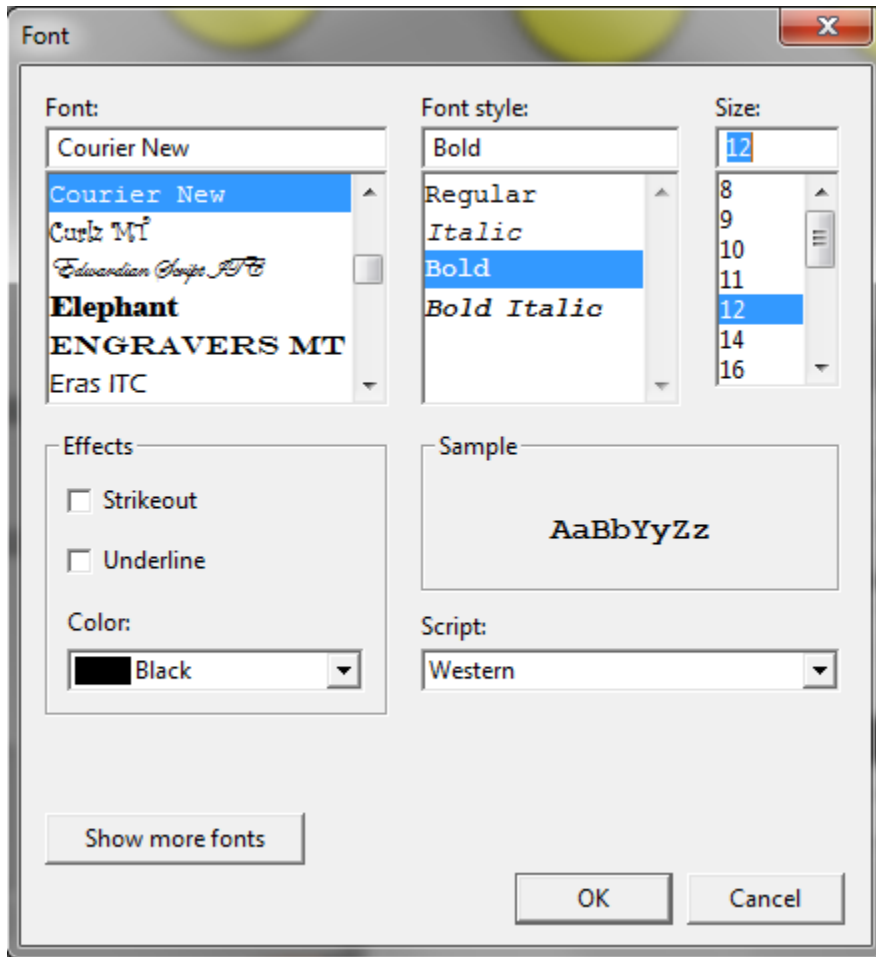 Font
Font:
Font style:
Size:
Courier New
Bold
12
Courier New
Curlz MT
Edwardian Script ITC
Elephant
ENGRAVERS MT
Eras ITC
Regular
Italic
Bold
Bold Italic
8
9
10
11
12
14
16
Effects
Strikeout
Underline
Color:
Black
Sample
AaBbYyZz
Script:
Western
Show more fonts
OK
Cancel